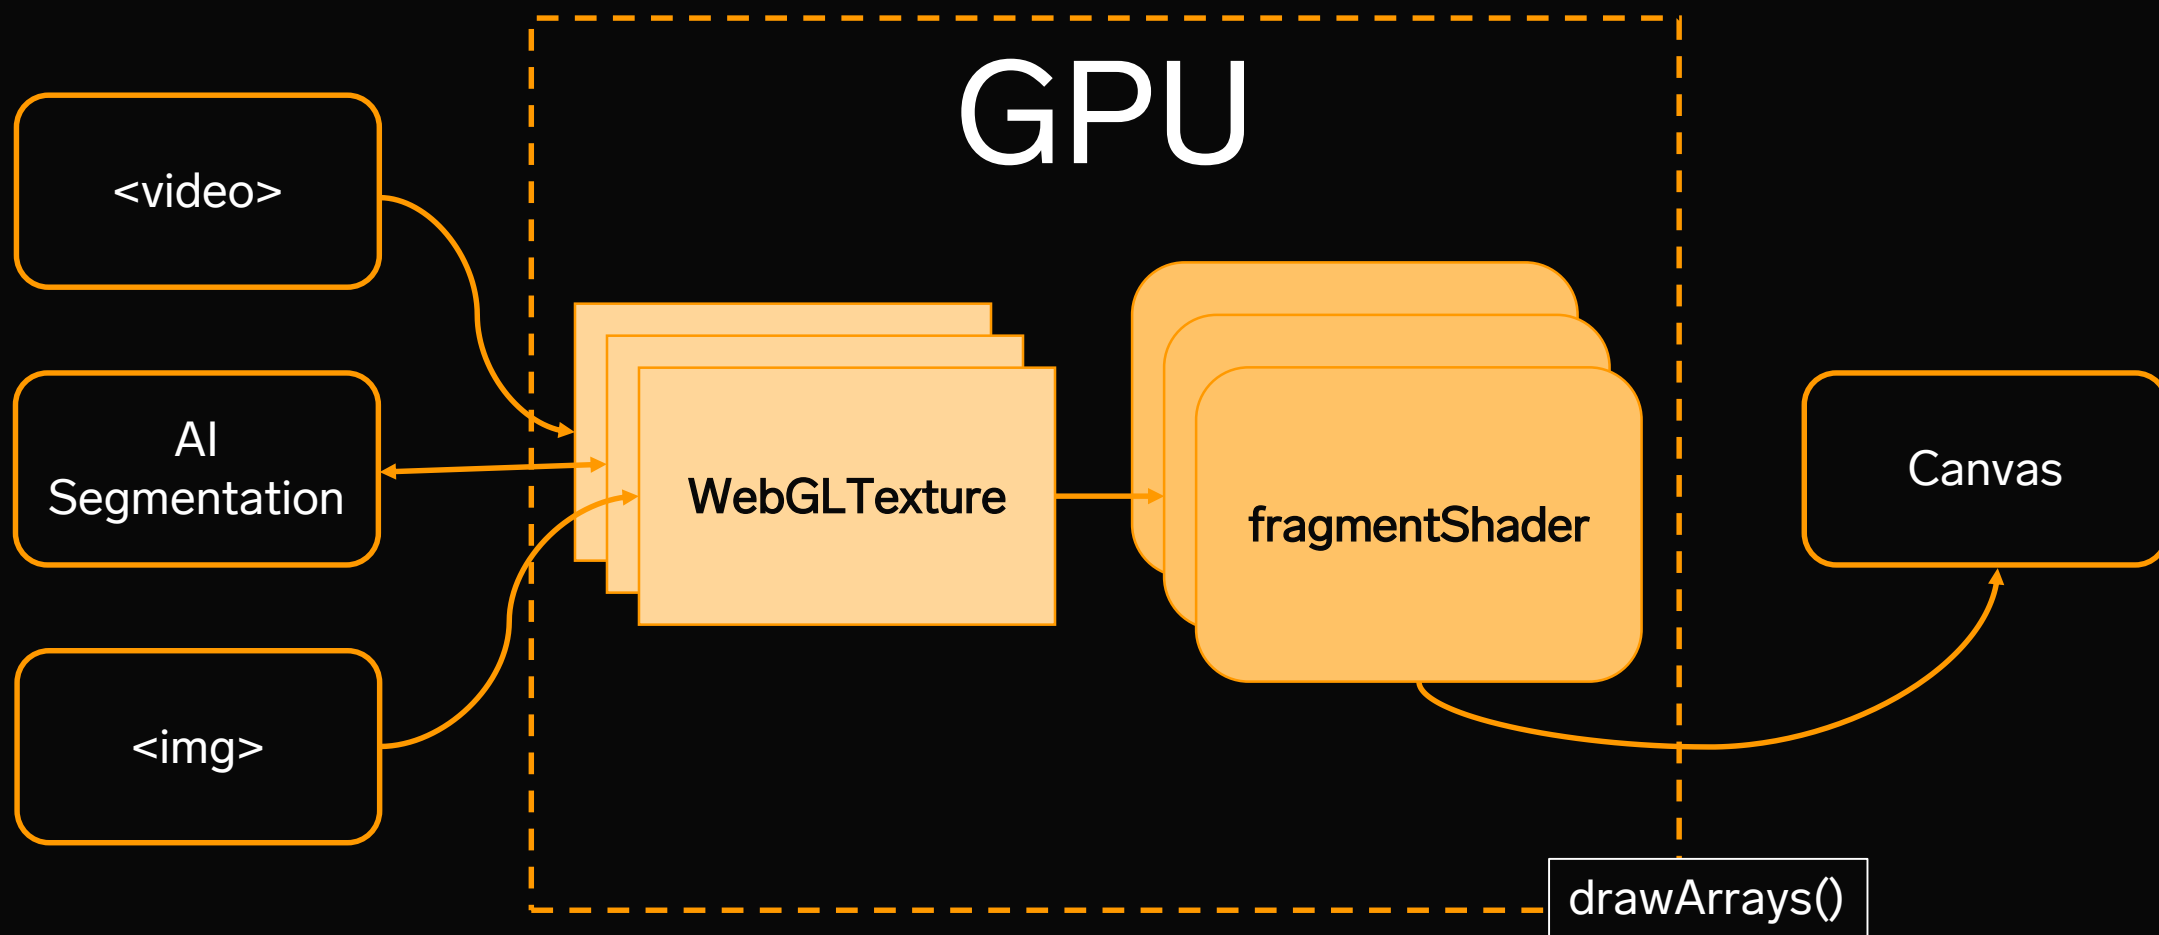 GPU
<video>
AI
Segmentation
<img>
WebGLTexture
fragmentShader
Canvas
drawArrays()